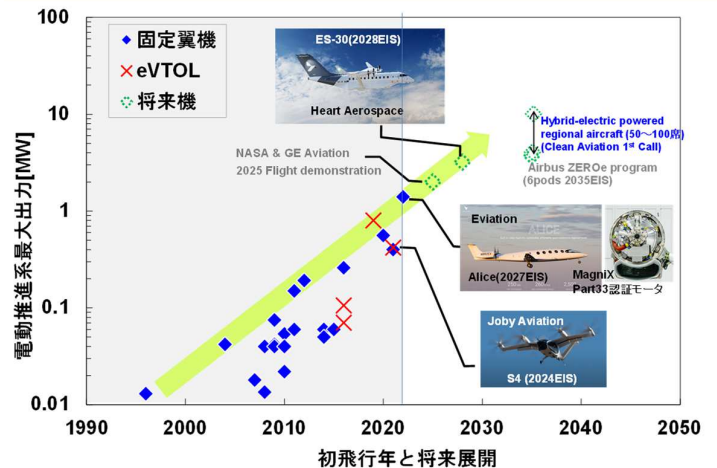 100
10
1
0.1
0.01
電動推進系最大出力[MW]
固定翼機
eVTOL
将来機
ES-30(2028EIS)
Heart Aerospace
NASA & GE Aviation
2025 Flight demonstration
Hybrid-electric powered
regional aircraft (50～100席)
(Clean Aviation 1st Call)
Airbus ZEROe program
(6pods 2035EIS)
Eviation
ALICE
Alice(2027EIS)
MagniX
Part33認証モータ
Joby Aviation
S4 (2024EIS)
1990
2000
2010
2020
2030
2040
2050
初飛行年と将来展開